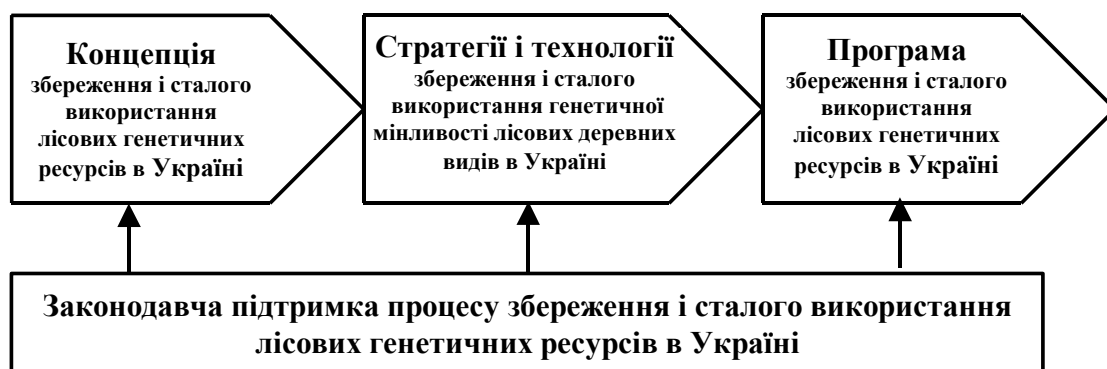 Концепція
збереження і сталого
використання
лісових генетичних
ресурсів в Україні
Стратегії і технології
збереження і сталого
використання генетичної
мінливості лісових деревних
видів в Україні
Програма
збереження і сталого
використання
лісових генетичних
ресурсів в Україні
Законодавча підтримка процесу збереження і сталого використання
лісових генетичних ресурсів в Україні